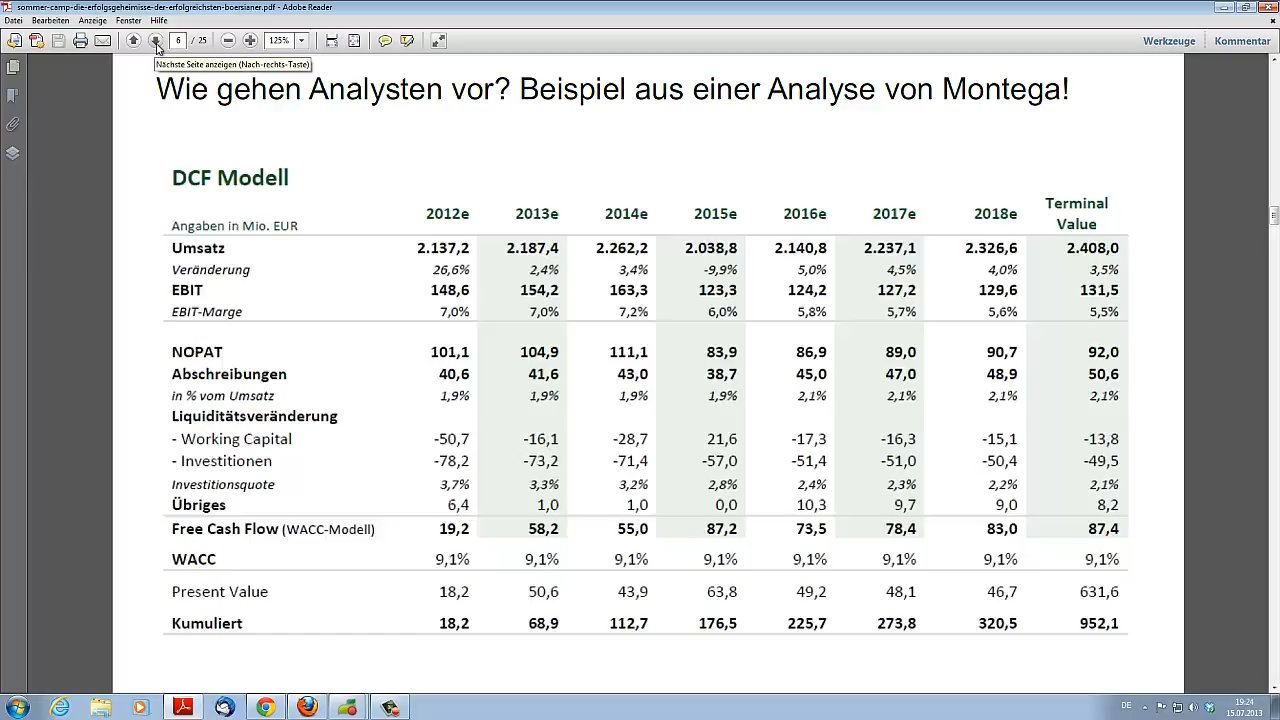 sommer-camp-die-erfolgsgeheimisse-der-erfolgreichsten-boersianer.pdf - Adobe Reader
Datei Bearbeiten Anzeige Fenster Hilfe
6 / 25 125% Werkzeuge Kommentar
Nächste Seite anzeigen (Nach-rechts-Taste)
Wie gehen Analysten vor? Beispiel aus einer Analyse von Montega!
DCF Modell
Angaben in Mio. EUR 2012e 2013e 2014e 2015e 2016e 2017e 2018e Terminal Value
Umsatz 2.137,2 2.187,4 2.262,2 2.038,8 2.140,8 2.237,1 2.326,6 2.408,0
Veränderung 26,6% 2,4% 3,4% -9,9% 5,0% 4,5% 4,0% 3,5%
EBIT 148,6 154,2 163,3 123,3 124,2 127,2 129,6 131,5
EBIT-Marge 7,0% 7,0% 7,2% 6,0% 5,8% 5,7% 5,6% 5,5%
NOPAT 101,1 104,9 111,1 83,9 86,9 89,0 90,7 92,0
Abschreibungen 40,6 41,6 43,0 38,7 45,0 47,0 48,9 50,6
in % vom Umsatz 1,9% 1,9% 1,9% 1,9% 2,1% 2,1% 2,1% 2,1%
Liquiditätsveränderung
- Working Capital -50,7 -16,1 -28,7 21,6 -17,3 -16,3 -15,1 -13,8
- Investitionen -78,2 -73,2 -71,4 -57,0 -51,4 -51,0 -50,4 -49,5
Investitionsquote 3,7% 3,3% 3,2% 2,8% 2,4% 2,3% 2,2% 2,1%
Übriges 6,4 1,0 1,0 0,0 10,3 9,7 9,0 8,2
Free Cash Flow (WACC-Modell) 19,2 58,2 55,0 87,2 73,5 78,4 83,0 87,4
WACC 9,1% 9,1% 9,1% 9,1% 9,1% 9,1% 9,1% 9,1%
Present Value 18,2 50,6 43,9 63,8 49,2 48,1 46,7 631,6
Kumuliert 18,2 68,9 112,7 176,5 225,7 273,8 320,5 952,1
DE 19:24
15.07.2013